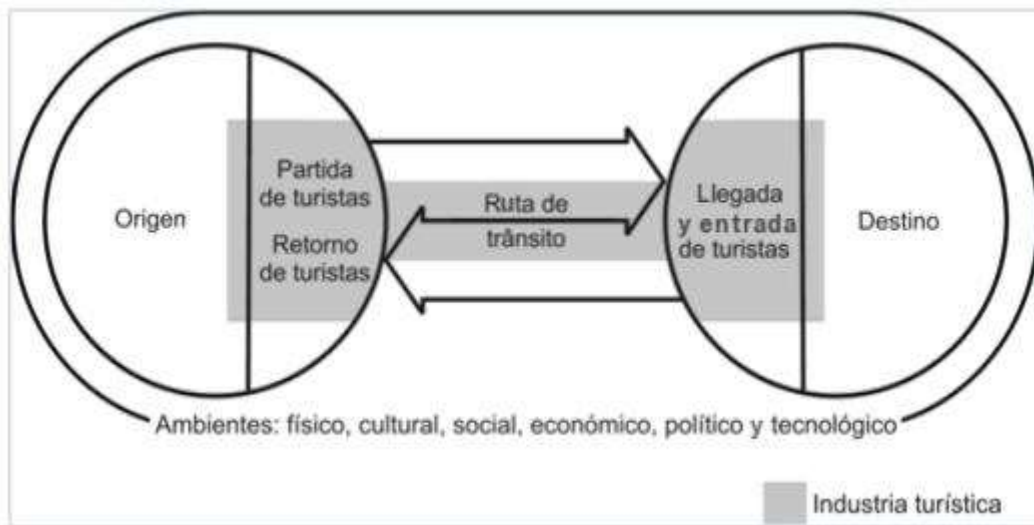 Origen
Partida
de turistas
Retorno
de turistas
Ruta de
trânsito
Llegada
y entrada
de turistas
Destino
Ambientes: físico, cultural, social, económico, político y tecnológico
Industria turística